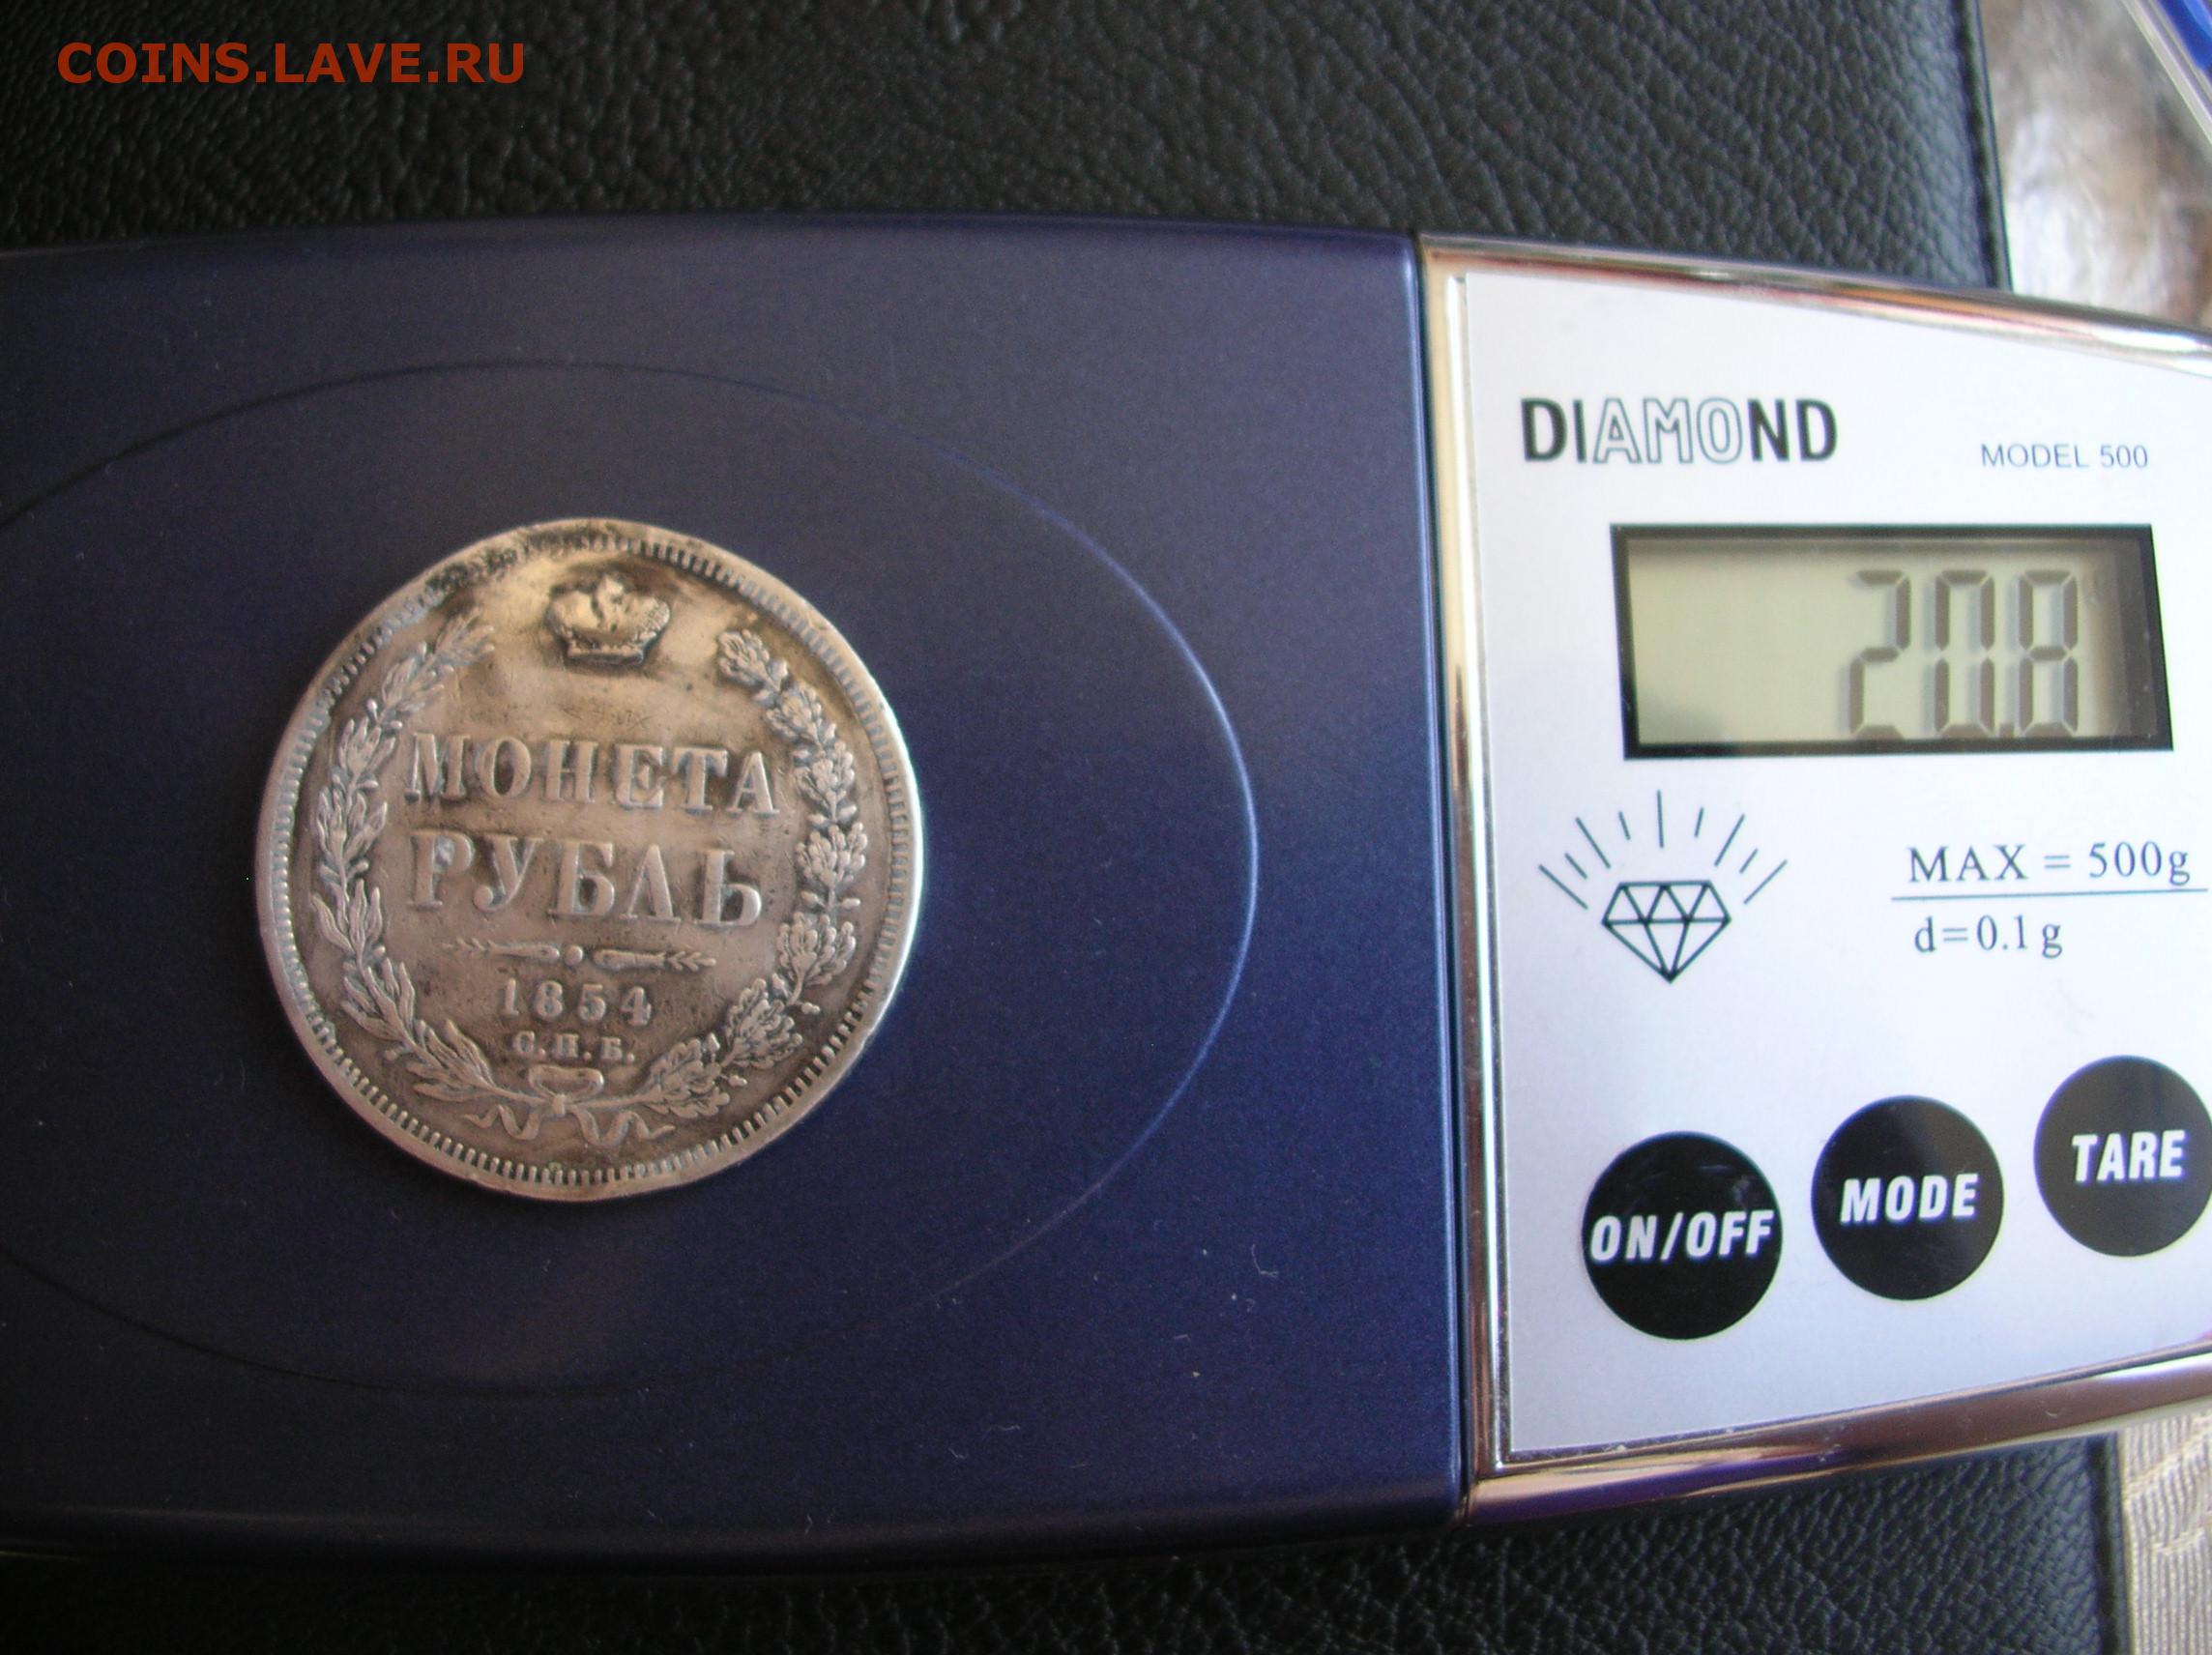 COINS.LAVE.RU
DIAMOND
MODEL 500
20.8
MAX = 500g
d=0.1g
ON/OFF
MODE
TARE
МОНЕТА
РУБЛЬ
1854
С.П.Б.